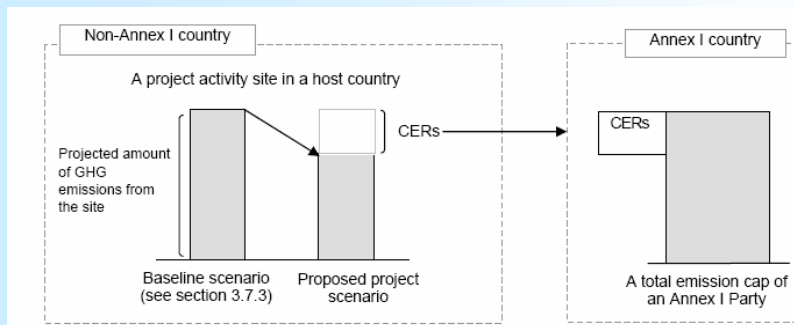 Non-Annex I country
Annex I country
A project activity site in a host country
CERs
CERs
Projected amount
of GHG
emissions from
the site
Baseline scenario
(see section 3.7.3)
Proposed project
scenario
A total emission cap of
an Annex I Party